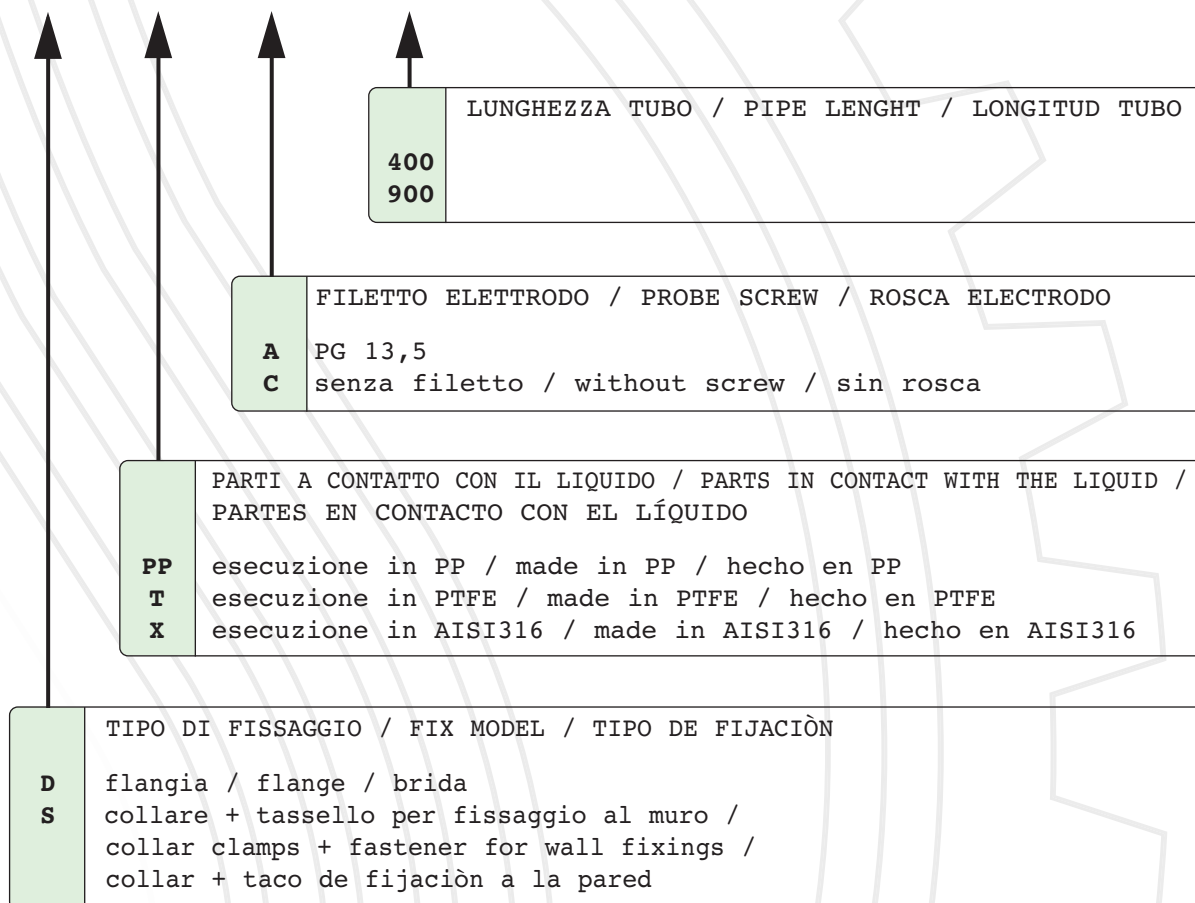 LUNGHEZZA TUBO / PIPE LENGHT / LONGITUD TUBO
400
900
FILETTO ELETTRODO / PROBE SCREW / ROSCA ELECTRODO
A PG 13,5
C senza filetto / without screw / sin rosca
PARTI A CONTATTO CON IL LIQUIDO / PARTS IN CONTACT WITH THE LIQUID /
PARTES EN CONTACTO CON EL LÍQUIDO
PP esecuzione in PP / made in PP / hecho en PP
T esecuzione in PTFE / made in PTFE / hecho en PTFE
X esecuzione in AISI316 / made in AISI316 / hecho en AISI316
TIPO DI FISSAGGIO / FIX MODEL / TIPO DE FIJACIÒN
D flangia / flange / brida
S collare + tassello per fissaggio al muro /
collar clamps + fastener for wall fixings /
collar + taco de fijaciòn a la pared